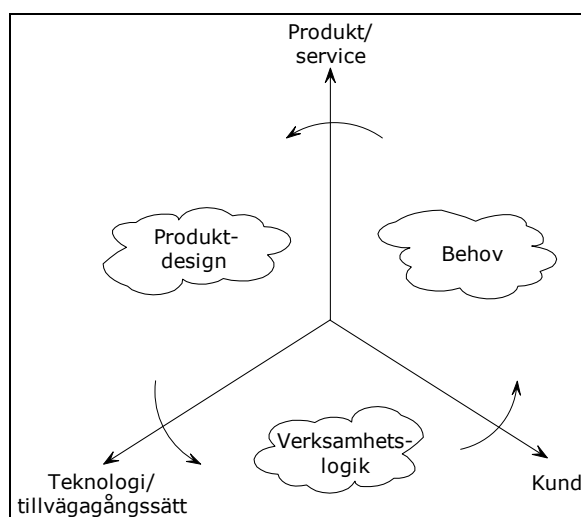 Produkt/
service
Produkt-
design
Behov
Verksamhets-
logik
Teknologi/
tillvägagångssätt
Kund